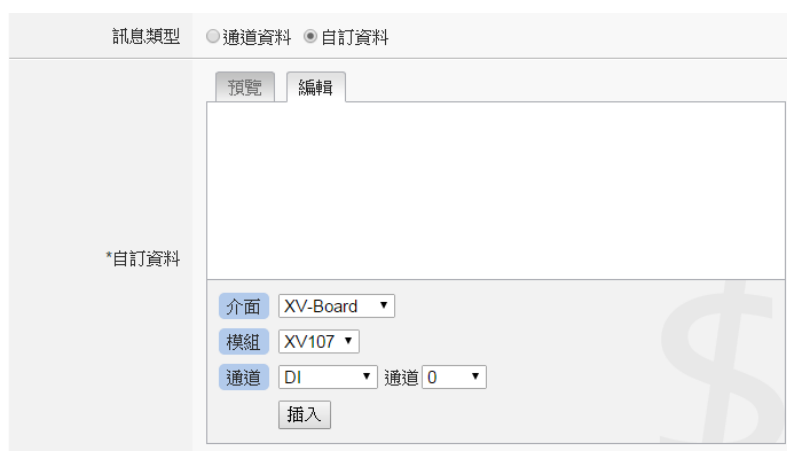 訊息類型 通道資料 自訂資料
預覽 編輯
*自訂資料
介面 XV-Board
模組 XV107
通道 DI 通道 0
插入
$